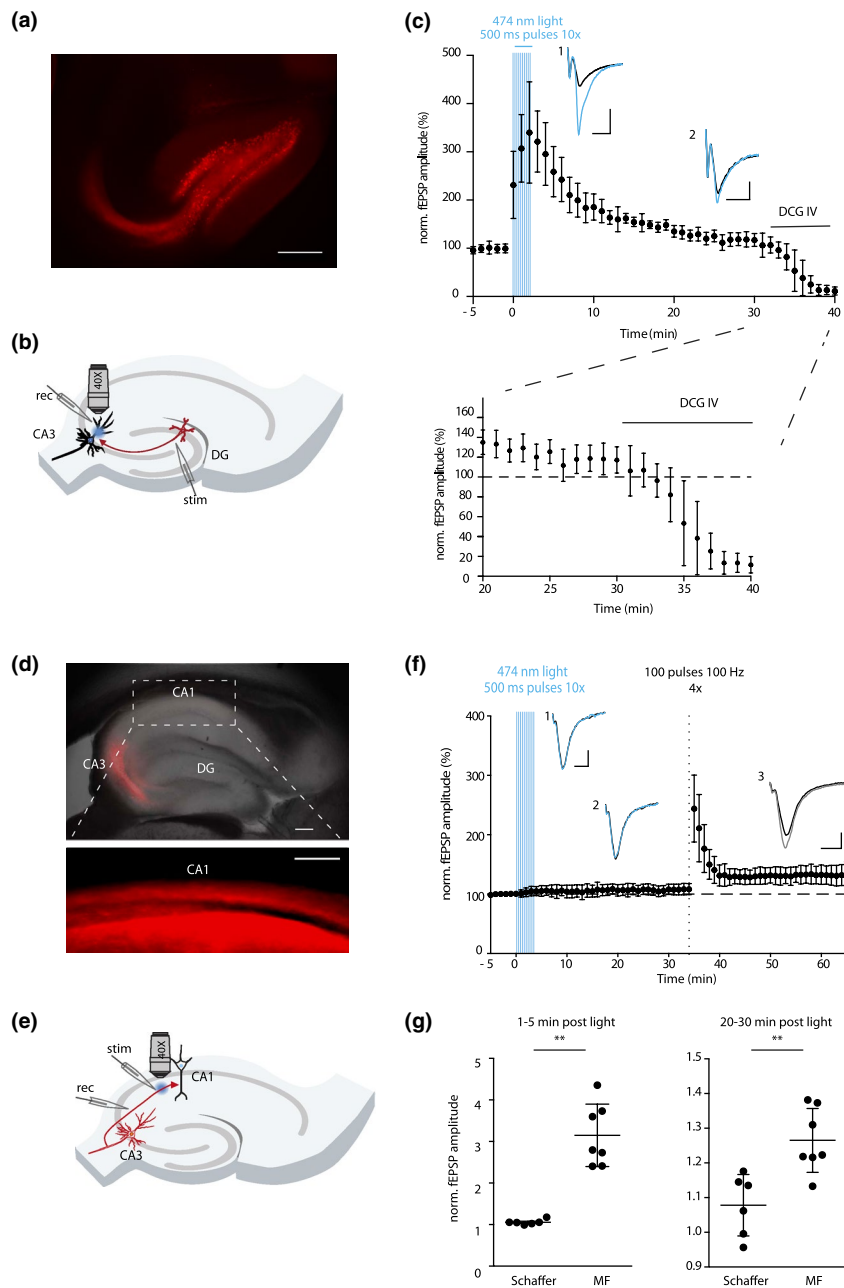 (a)
(b)
rec
40X
CA3
DG
stim
(c)
474 nm light
500 ms pulses 10x
1
2
DCG IV
norm. fEPSP amplitude (%)
500
400
300
200
100
0
- 5
0
10
20
30
40
Time (min)
DCG IV
norm. fEPSP amplitude (%)
160
140
120
100
80
60
40
20
0
20
25
30
35
40
Time (min)
(d)
CA1
CA3
DG
CA1
(e)
stim
40X
rec
CA1
CA3
(f)
474 nm light
500 ms pulses 10x
100 pulses 100 Hz
4x
1
2
3
norm. fEPSP amplitude (%)
400
300
200
100
0
-5
0
10
20
30
40
50
60
Time (min)
(g)
1-5 min post light
**
norm. fEPSP amplitude
5
4
3
2
1
0
Schaffer
MF
20-30 min post light
**
1.5
1.4
1.3
1.2
1.1
1.0
0.9
Schaffer
MF